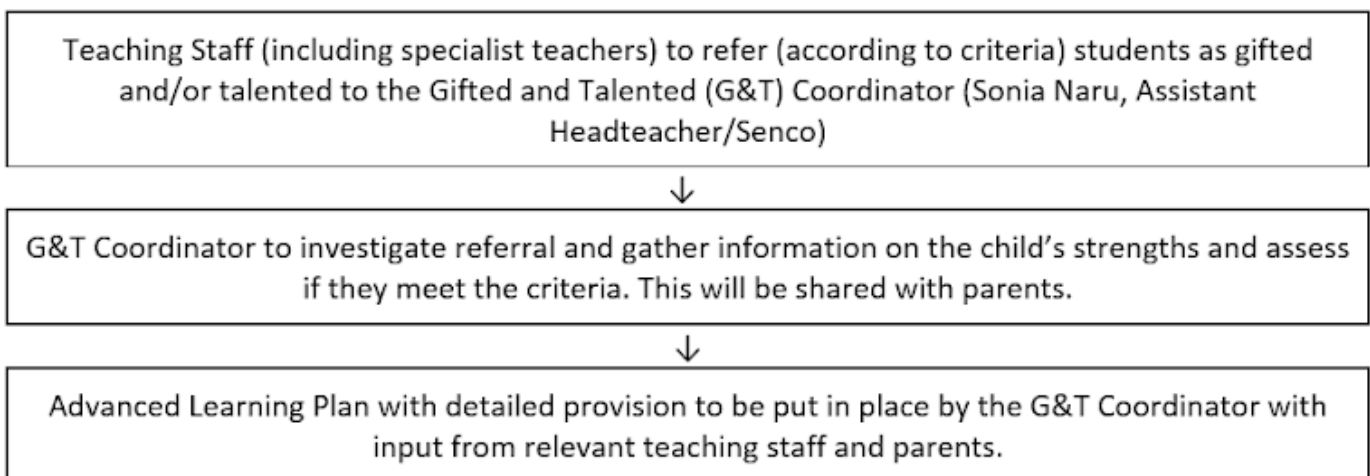 Teaching Staff (including specialist teachers) to refer (according to criteria) students as gifted
and/or talented to the Gifted and Talented (G&T) Coordinator (Sonia Naru, Assistant
Headteacher/Senco)
↓
G&T Coordinator to investigate referral and gather information on the child’s strengths and assess
if they meet the criteria. This will be shared with parents.
↓
Advanced Learning Plan with detailed provision to be put in place by the G&T Coordinator with
input from relevant teaching staff and parents.